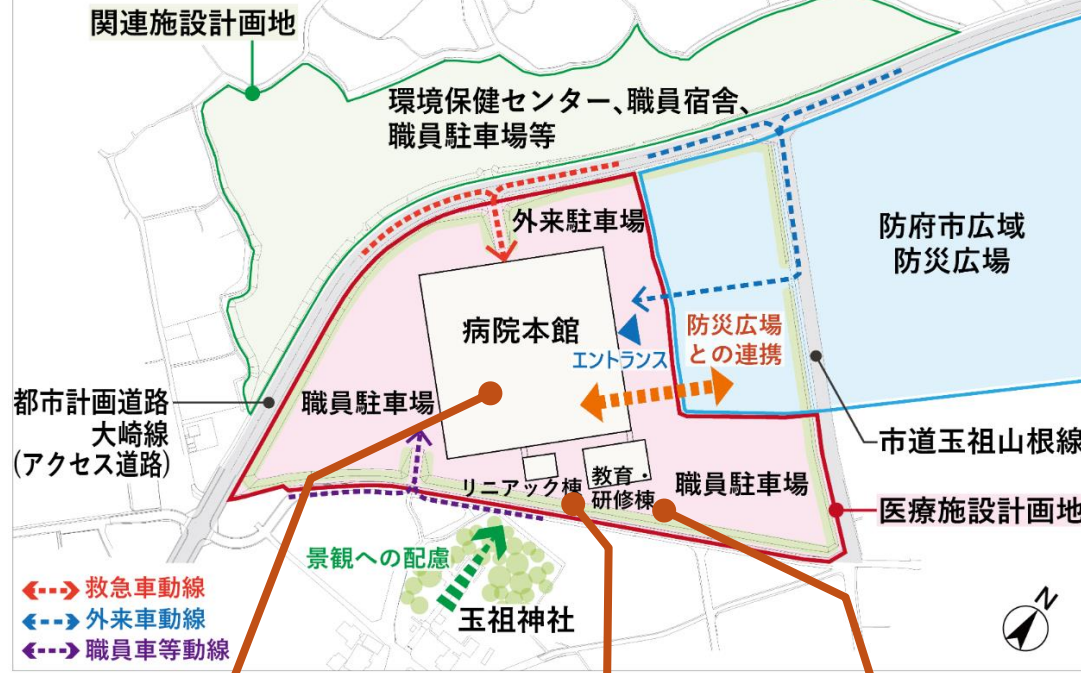 関連施設計画地
環境保健センター、職員宿舎、
職員駐車場等
外来駐車場
防府市広域
防災広場
病院本館
エントランス
防災広場
との連携
職員駐車場
都市計画道路
大崎線
(アクセス道路)
市道玉祖山根線
リニアック棟
教育・
研修棟
職員駐車場
医療施設計画地
景観への配慮
玉祖神社
救急車動線
外来車動線
職員車等動線
N